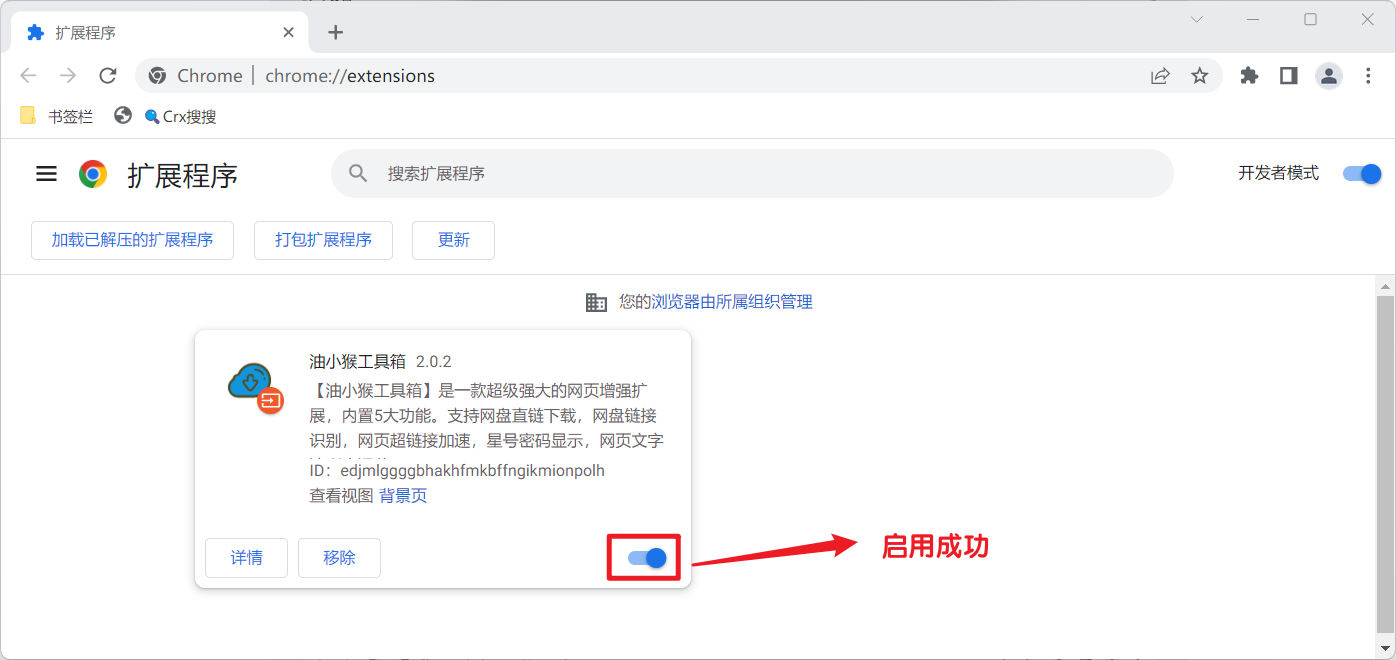 扩展程序
Chrome | chrome://extensions
书签栏 Crx搜搜
扩展程序 搜索扩展程序 开发者模式
加载已解压的扩展程序 打包扩展程序 更新
您的浏览器由所属组织管理
油小猴工具箱 2.0.2
【油小猴工具箱】是一款超级强大的网页增强扩
展，内置5大功能。支持网盘直链下载，网盘链接
识别，网页超链接加速，星号密码显示，网页文字
ID：edjmlggggbhakhfmkbffngikmionpolh
查看视图 背景页
详情 移除
启用成功